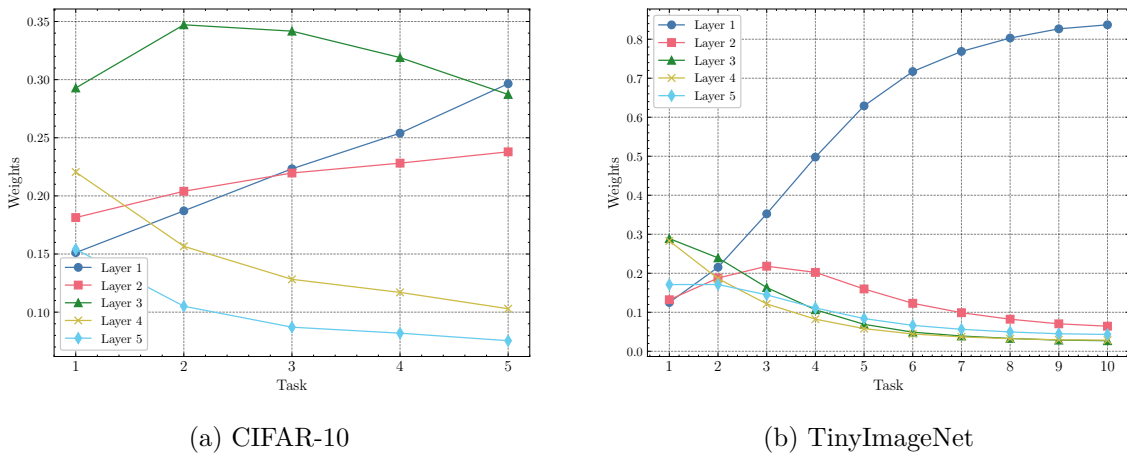 0.35
0.30
0.25
0.20
0.15
0.10
Weights
Layer 1
Layer 2
Layer 3
Layer 4
Layer 5
1 2 3 4 5
Task
(a) CIFAR-10
0.8
0.7
0.6
0.5
0.4
0.3
0.2
0.1
0.0
Weights
Layer 1
Layer 2
Layer 3
Layer 4
Layer 5
1 2 3 4 5 6 7 8 9 10
Task
(b) TinyImageNet